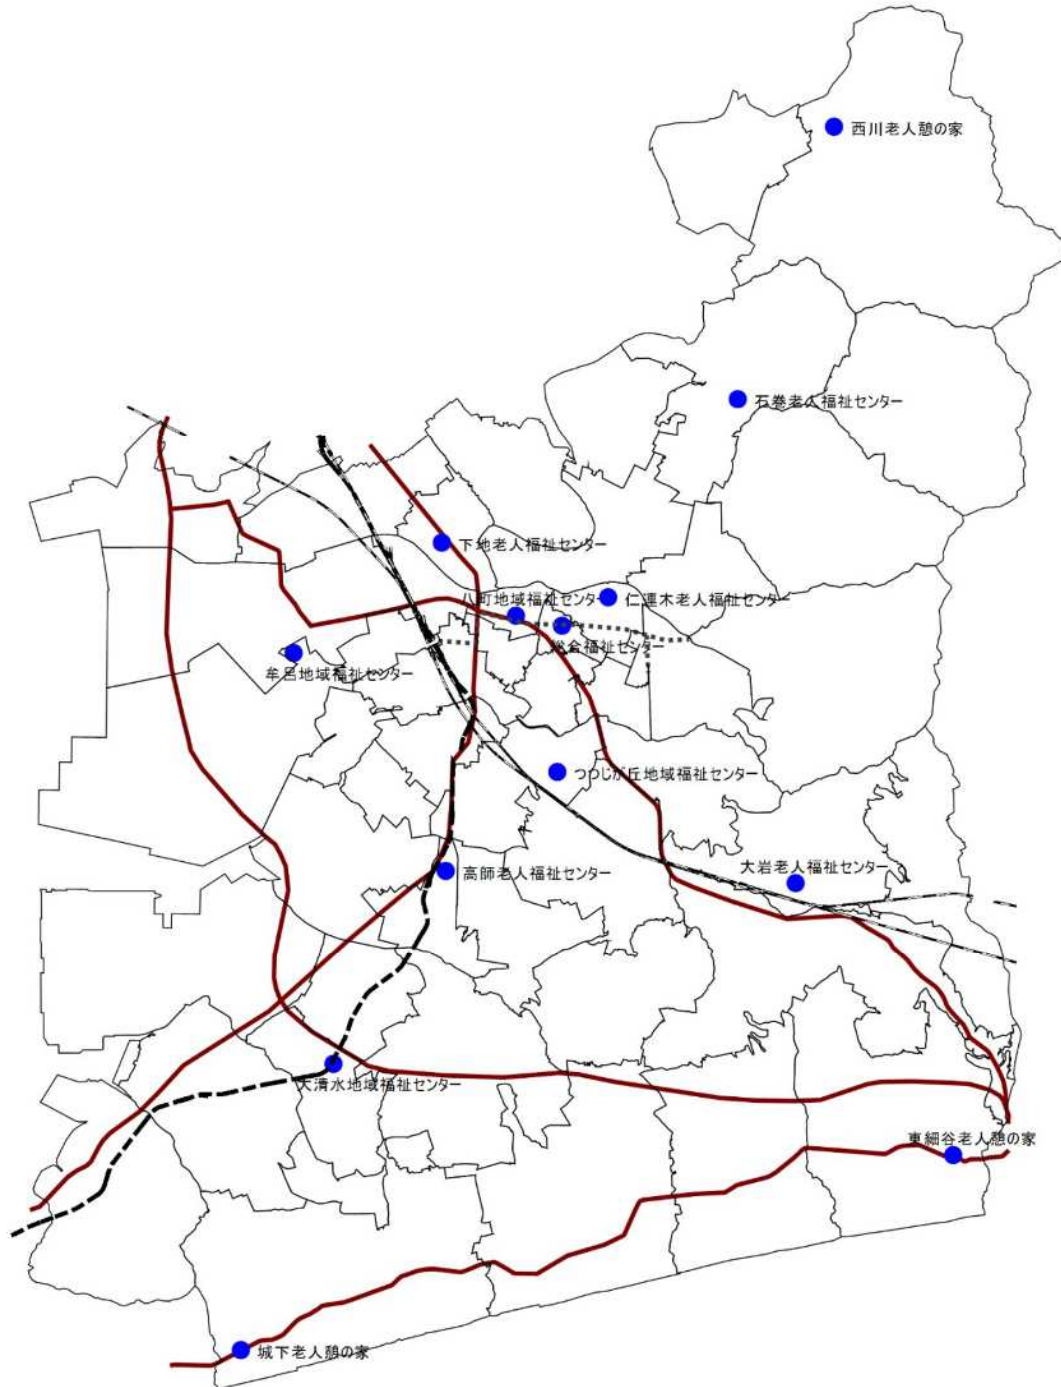 西川老人憩の家
石巻老人福祉センター
下地老人福祉センター
八町地域福祉センター
仁連木老人福祉センター
総合福祉センター
牟呂地域福祉センター
つつじが丘地域福祉センター
大岩老人福祉センター
高師老人福祉センター
大清水地域福祉センター
東細谷老人憩の家
城下老人憩の家